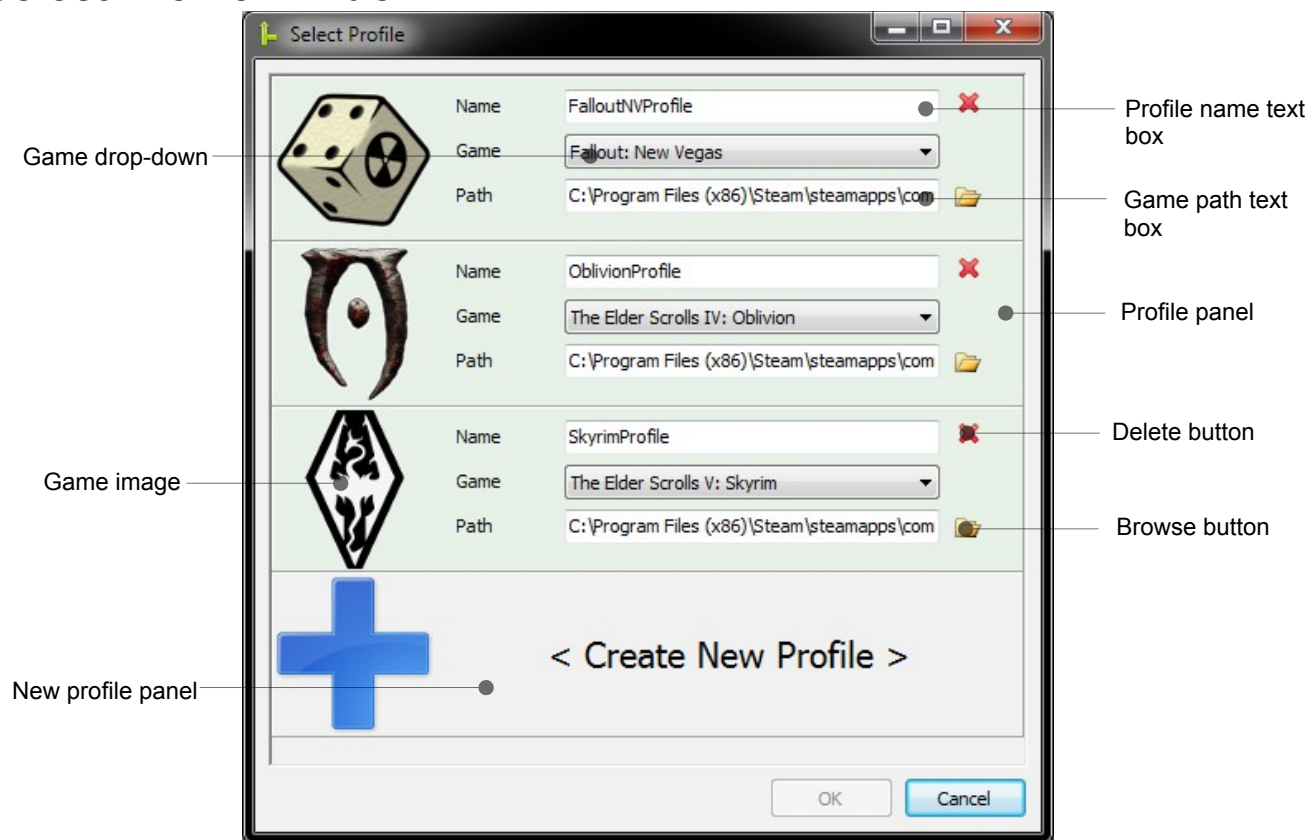 Select Profile
Name FalloutNVProfile
Profile name text
box
Game drop-down
Game Fallout: New Vegas
Path C:\Program Files (x86)\Steam\steamapps\com
Game path text
box
Name OblivionProfile
Game The Elder Scrolls IV: Oblivion
Profile panel
Path C:\Program Files (x86)\Steam\steamapps\com
Name SkyrimProfile
Delete button
Game image
Game The Elder Scrolls V: Skyrim
Path C:\Program Files (x86)\Steam\steamapps\com
Browse button
< Create New Profile >
New profile panel
OK Cancel